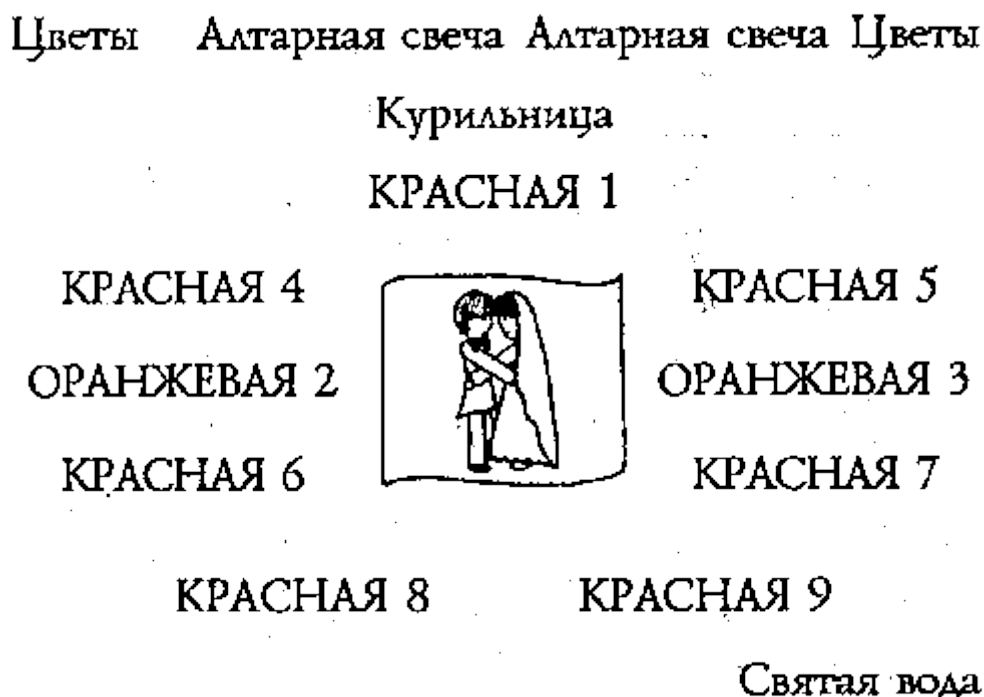 Цветы Алтарная свеча Алтарная свеча Цветы
Курильница
КРАСНАЯ 1
КРАСНАЯ 4 КРАСНАЯ 5
ОРАНЖЕВАЯ 2 ОРАНЖЕВАЯ 3
КРАСНАЯ 6 КРАСНАЯ 7
КРАСНАЯ 8 КРАСНАЯ 9
Святая вода